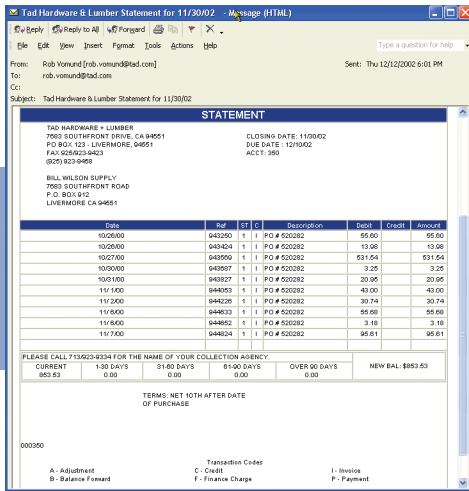 Tad Hardware & Lumber Statement for 11/30/02 - Message (HTML)
Reply Reply to All Forward
File Edit View Insert Format Tools Actions Help Type a question for help
From: Rob Vomund [rob.vomund@tad.com] Sent: Thu 12/12/2002 6:01 PM
To: rob.vomund@tad.com
Cc:
Subject: Tad Hardware & Lumber Statement for 11/30/02
STATEMENT
TAD HARDWARE + LUMBER
7683 SOUTHFRONT DRIVE, CA 94551 CLOSING DATE: 11/30/02
PO BOX 123 - LIVERMORE, 94551 DUE DATE : 12/10/02
FAX 925/923-9423 ACCT: 350
(925) 923-9458
BILL WILSON SUPPLY
7683 SOUTHFRONT ROAD
P.O. BOX 912
LIVERMORE CA 94551
Date Ref ST C Description Debit Credit Amount
10/26/00 943250 1 I PO # 520282 55.60 55.60
10/26/00 943424 1 I PO # 520282 13.98 13.98
10/27/00 943569 1 I PO # 520282 531.54 531.54
10/30/00 943687 1 I PO # 520282 3.25 3.25
10/31/00 943827 1 I PO # 520282 20.95 20.95
11/ 1/00 944053 1 I PO # 520282 43.00 43.00
11/ 2/00 944226 1 I PO # 520282 30.74 30.74
11/ 6/00 944633 1 I PO # 520282 55.68 55.68
11/ 6/00 944652 1 I PO # 520282 3.18 3.18
11/ 7/00 944824 1 I PO # 520282 95.61 95.61
PLEASE CALL 713/923-9334 FOR THE NAME OF YOUR COLLECTION AGENCY.
CURRENT 1-30 DAYS 31-60 DAYS 61-90 DAYS OVER 90 DAYS NEW BAL: $853.53
853.53 0.00 0.00 0.00 0.00
TERMS: NET 10TH AFTER DATE
OF PURCHASE
000350
Transaction Codes
A - Adjustment C - Credit I - Invoice
B - Balance Forward F - Finance Charge P - Payment